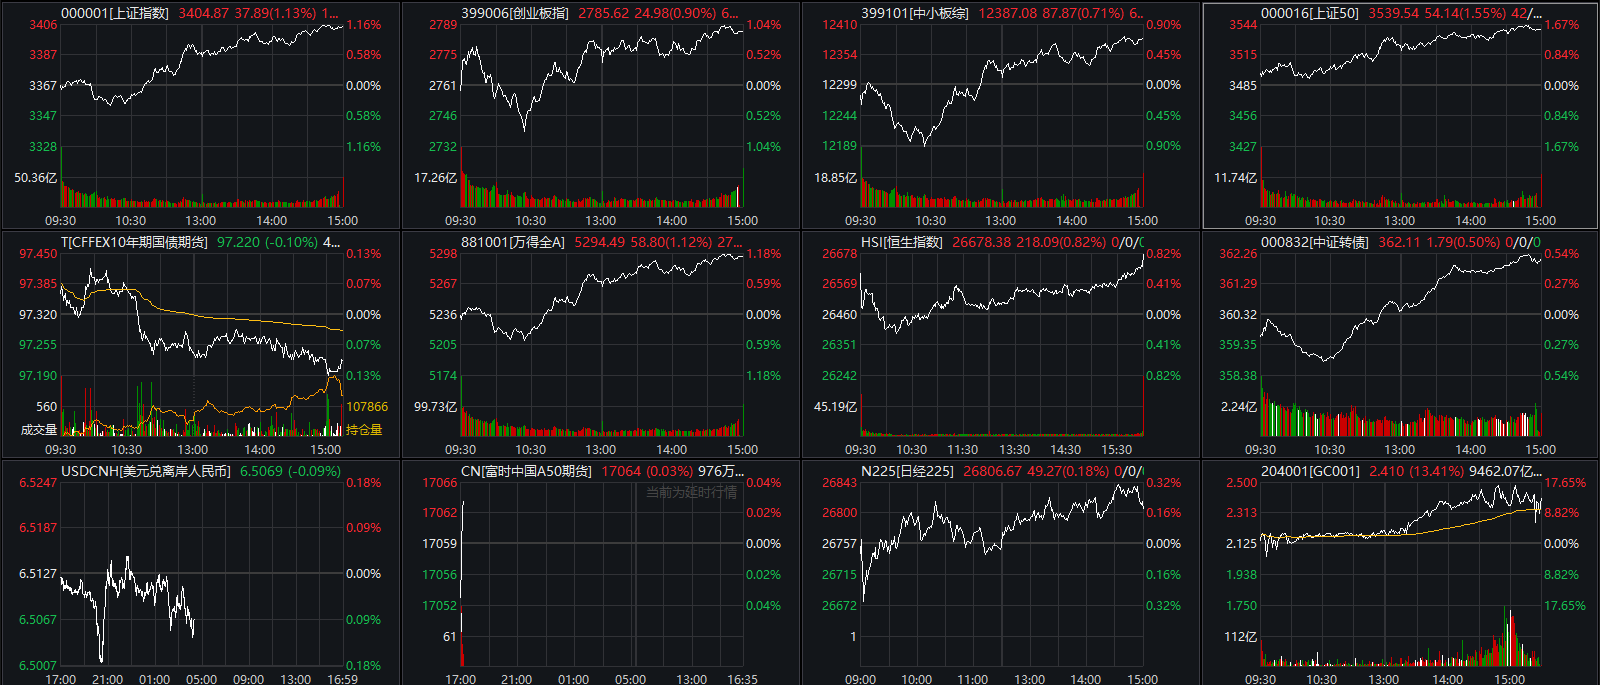 000001[上证指数] 3404.87 37.89(1.13%) 1...
3406 1.16%
3387 0.58%
3367 0.00%
3347 0.58%
3328 1.16%
50.36亿
09:30 10:30 13:00 14:00 15:00
399006[创业板指] 2785.62 24.98(0.90%) 6...
2789 1.04%
2775 0.52%
2761 0.00%
2746 0.52%
2732 1.04%
17.26亿
09:30 10:30 13:00 14:00 15:00
399101[中小板综] 12387.08 87.87(0.71%) 6...
12410 0.90%
12354 0.45%
12299 0.00%
12244 0.45%
12189 0.90%
18.85亿
09:30 10:30 13:00 14:00 15:00
000016[上证50] 3539.54 54.14(1.55%) 42/...
3544 1.67%
3515 0.84%
3485 0.00%
3456 0.84%
3427 1.67%
11.74亿
09:30 10:30 13:00 14:00 15:00
T[CFFEX10年期国债期货] 97.220 (-0.10%) 4...
97.450 0.13%
97.385 0.07%
97.320 0.00%
97.255 0.07%
97.190 0.13%
560 107866
成交量 持仓量
09:30 10:30 13:00 14:00 15:00
881001[万得全A] 5294.49 58.80(1.12%) 27...
5298 1.18%
5267 0.59%
5236 0.00%
5205 0.59%
5174 1.18%
99.73亿
09:30 10:30 13:00 14:00 15:00
HSI[恒生指数] 26678.38 218.09(0.82%) 0/0/0
26678 0.82%
26569 0.41%
26460 0.00%
26351 0.41%
26242 0.82%
45.19亿
09:30 10:30 11:30 13:30 14:30 15:30
000832[中证转债] 362.11 1.79(0.50%) 0/0/0
362.26 0.54%
361.29 0.27%
360.32 0.00%
359.35 0.27%
358.38 0.54%
2.24亿
09:30 10:30 13:00 14:00 15:00
USDCNH[美元兑离岸人民币] 6.5069 (-0.09%)
6.5247 0.18%
6.5187 0.09%
6.5127 0.00%
6.5067 0.09%
6.5007 0.18%
17:00 21:00 01:00 05:00 09:00 13:00 16:59
CN[富时中国A50期货] 17064 (0.03%) 976万...
当前为延时行情
17066 0.04%
17062 0.02%
17059 0.00%
17056 0.02%
17052 0.04%
61
17:00 21:00 01:00 05:00 13:00 16:35
N225[日经225] 26806.67 49.27(0.18%) 0/0/
26843 0.32%
26800 0.16%
26757 0.00%
26715 0.16%
26672 0.32%
1
09:00 10:00 11:00 13:00 14:00 15:00
204001[GC001] 2.410 (13.41%) 9462.07亿...
2.500 17.65%
2.313 8.82%
2.125 0.00%
1.938 8.82%
1.750 17.65%
112亿
09:30 10:30 13:00 14:00 15:00